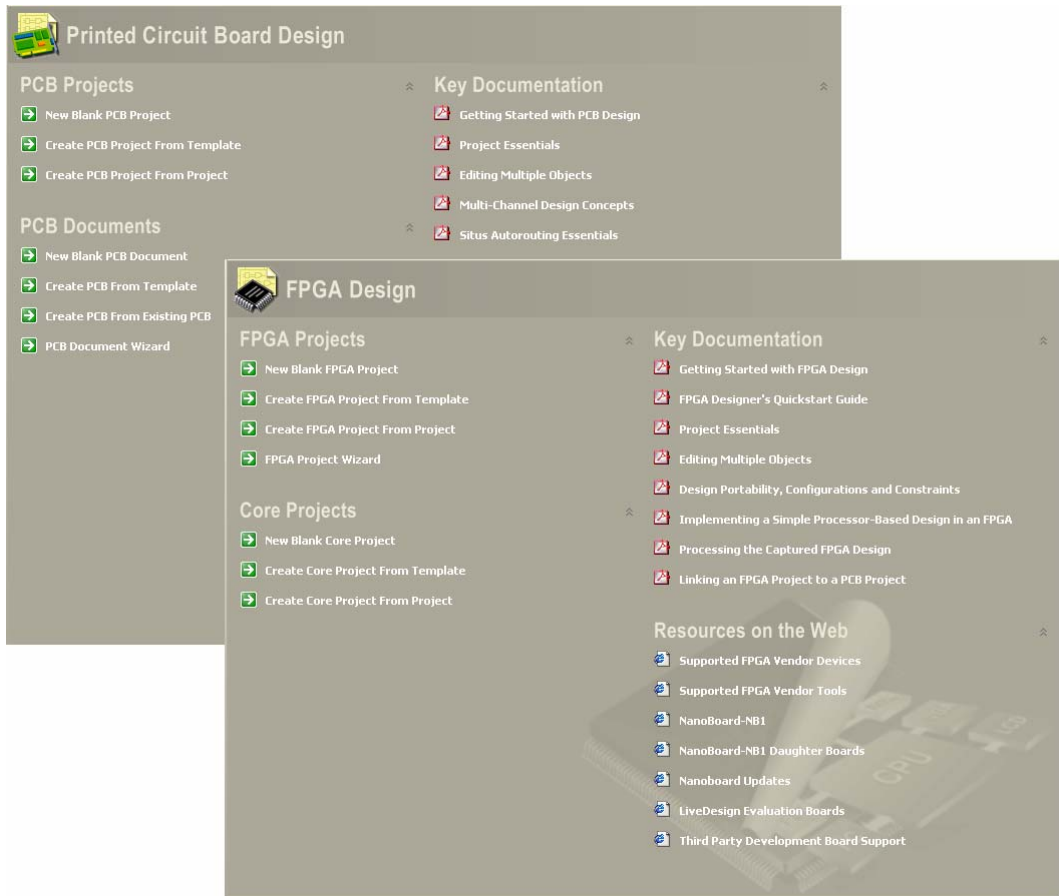 Printed Circuit Board Design
PCB Projects
New Blank PCB Project
Create PCB Project From Template
Create PCB Project From Project
PCB Documents
New Blank PCB Document
Create PCB From Template
Create PCB From Existing PCB
PCB Document Wizard
Key Documentation
Getting Started with PCB Design
Project Essentials
Editing Multiple Objects
Multi-Channel Design Concepts
Situs Autorouting Essentials
FPGA Design
FPGA Projects
New Blank FPGA Project
Create FPGA Project From Template
Create FPGA Project From Project
FPGA Project Wizard
Core Projects
New Blank Core Project
Create Core Project From Template
Create Core Project From Project
Key Documentation
Getting Started with FPGA Design
FPGA Designer's Quickstart Guide
Project Essentials
Editing Multiple Objects
Design Portability, Configurations and Constraints
Implementing a Simple Processor-Based Design in an FPGA
Processing the Captured FPGA Design
Linking an FPGA Project to a PCB Project
Resources on the Web
Supported FPGA Vendor Devices
Supported FPGA Vendor Tools
NanoBoard-NB1
NanoBoard-NB1 Daughter Boards
Nanoboard Updates
LiveDesign Evaluation Boards
Third Party Development Board Support
CPU
LCD